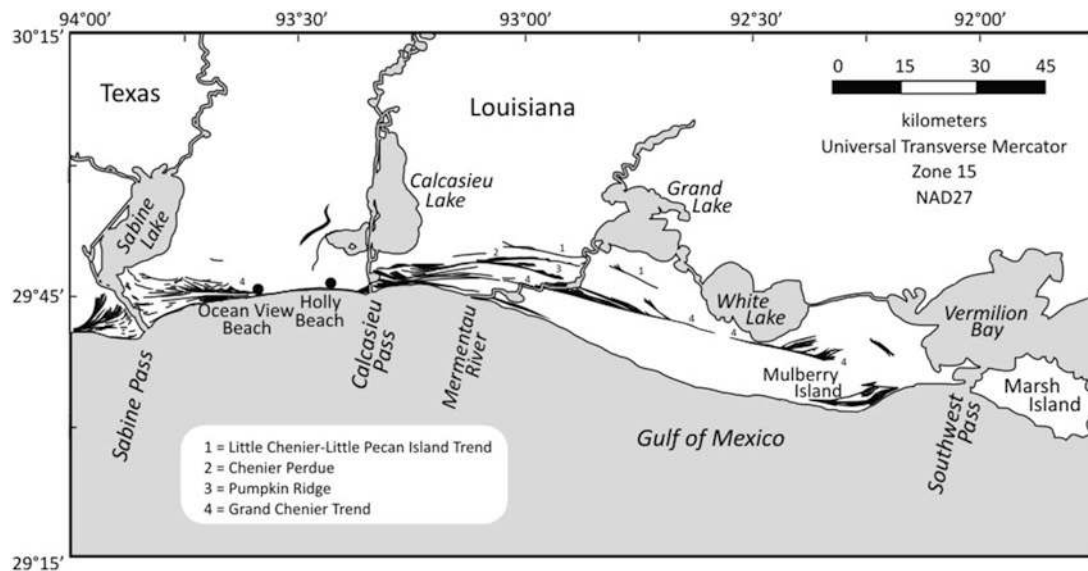 94°00’
93°30’
93°00’
92°30’
92°00’
30°15’
0 15 30 45
Texas
Louisiana
kilometers
Universal Transverse Mercator
Zone 15
NAD27
Calcasieu
Lake
Grand
Lake
Sabine
Lake
1
2
3
1
4
4
29°45’
Ocean View
Beach
Holly
Beach
White
Lake
Vermilion
Bay
4
4
4
Calcasieu
Pass
Mermentau
River
Sabine Pass
Mulberry
Island
Marsh
Island
Southwest
Pass
Gulf of Mexico
1 = Little Chenier-Little Pecan Island Trend
2 = Chenier Perdue
3 = Pumpkin Ridge
4 = Grand Chenier Trend
29°15’